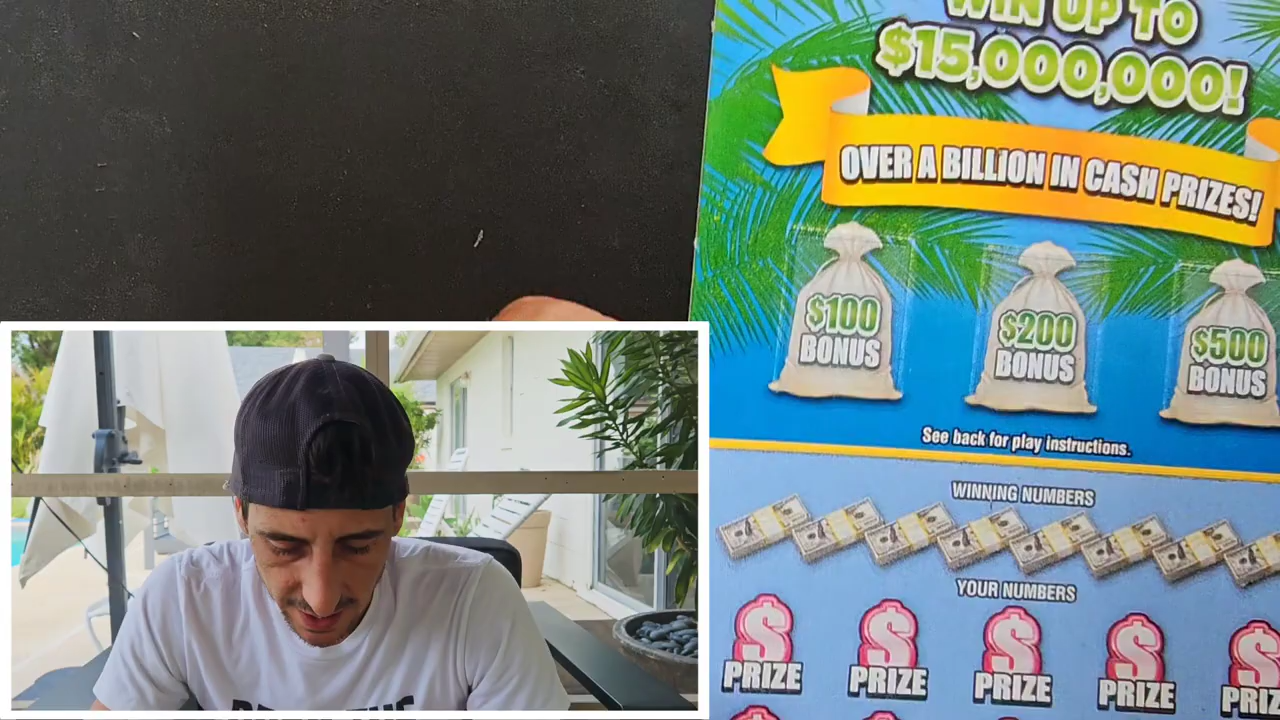 WIN UP TO
$15,000,000!
OVER A BILLION IN CASH PRIZES!
$100
BONUS
$200
BONUS
$500
BONUS
See back for play instructions.
WINNING NUMBERS
YOUR NUMBERS
PRIZE PRIZE PRIZE PRIZE